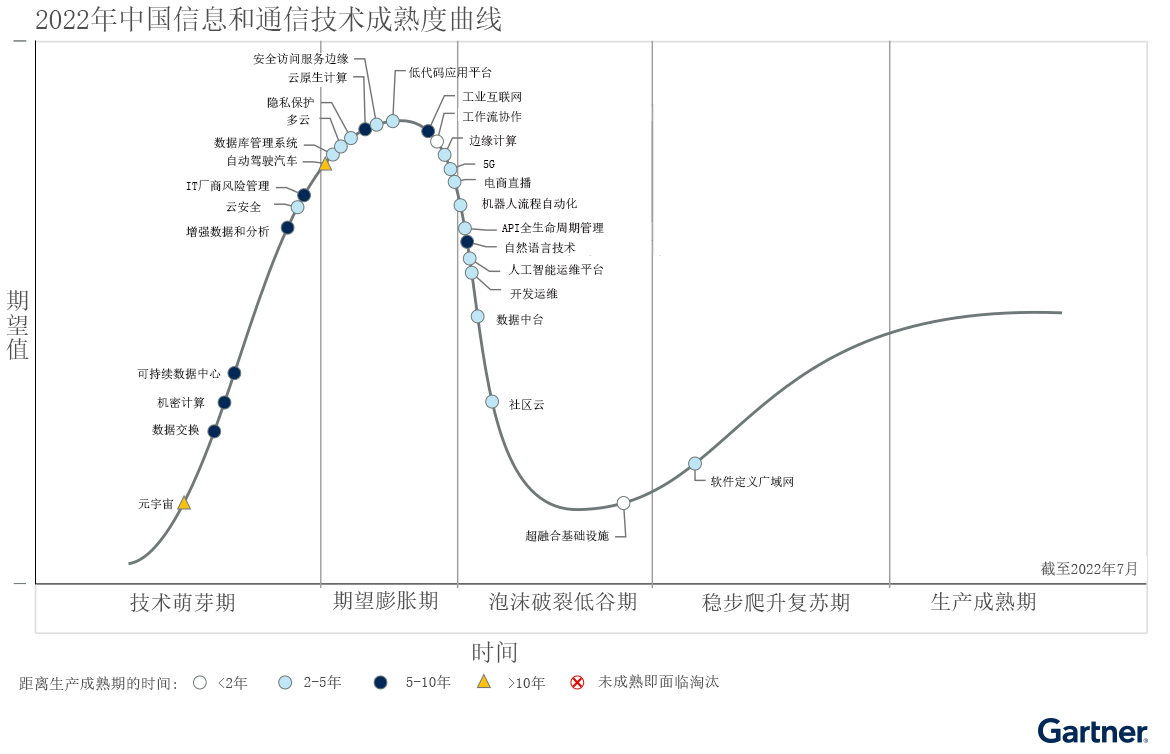 2022年中国信息和通信技术成熟度曲线
安全访问服务边缘
云原生计算
低代码应用平台
隐私保护
工业互联网
多云
工作流协作
数据库管理系统
边缘计算
自动驾驶汽车
5G
IT厂商风险管理
电商直播
云安全
机器人流程自动化
增强数据和分析
API全生命周期管理
自然语言技术
人工智能运维平台
开发运维
期望值
数据中台
可持续数据中心
机密计算
社区云
数据交换
软件定义广域网
元宇宙
超融合基础设施
截至2022年7月
技术萌芽期
期望膨胀期
泡沫破裂低谷期
稳步爬升复苏期
生产成熟期
时间
距离生产成熟期的时间: <2年 2-5年 5-10年 >10年 未成熟即面临淘汰
Gartner®